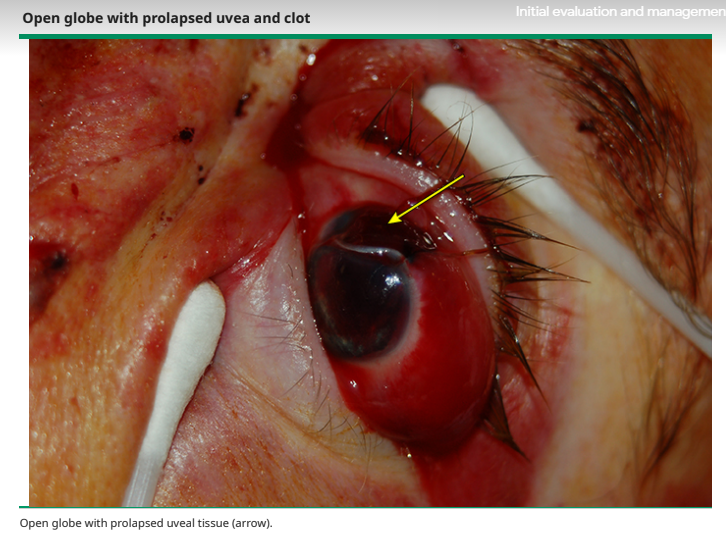 Initial evaluation and managemen
Open globe with prolapsed uvea and clot
Open globe with prolapsed uveal tissue (arrow).